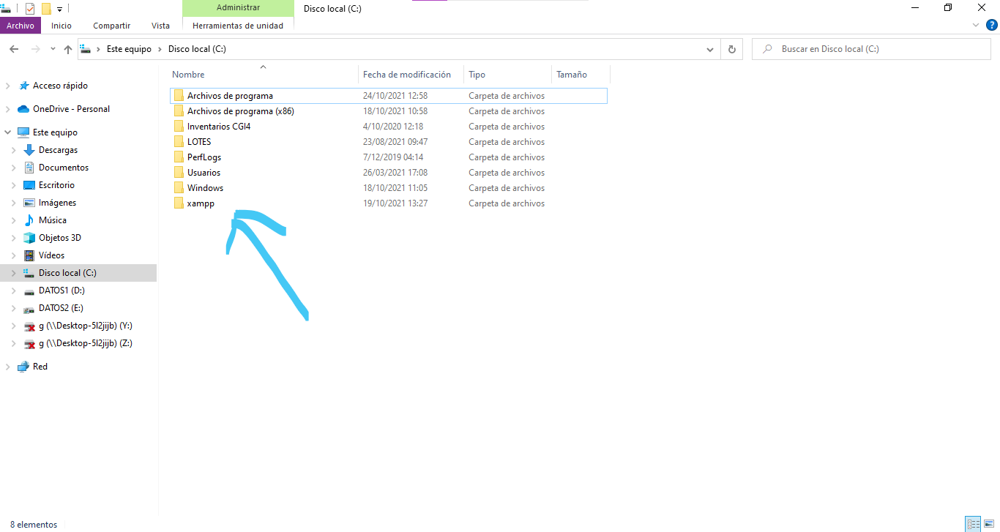 Administrar
Disco local (C:)
Archivo Inicio Compartir Vista Herramientas de unidad
?
Este equipo Disco local (C:)
Buscar en Disco local (C:)
Nombre Fecha de modificación Tipo Tamaño
Acceso rápido
OneDrive - Personal
Este equipo
Descargas
Documentos
Escritorio
Imágenes
Música
Objetos 3D
Vídeos
Disco local (C:)
DATOS1 (D:)
DATOS2 (E:)
g (\\Desktop-5l2jijb) (Y:)
g (\\Desktop-5l2jijb) (Z:)
Red
Archivos de programa 24/10/2021 12:58 Carpeta de archivos
Archivos de programa (x86) 18/10/2021 10:58 Carpeta de archivos
Inventarios CGI4 4/10/2020 12:18 Carpeta de archivos
LOTES 23/08/2021 09:47 Carpeta de archivos
PerfLogs 7/12/2019 04:14 Carpeta de archivos
Usuarios 26/03/2021 17:08 Carpeta de archivos
Windows 18/10/2021 11:05 Carpeta de archivos
xampp 19/10/2021 13:27 Carpeta de archivos
8 elementos